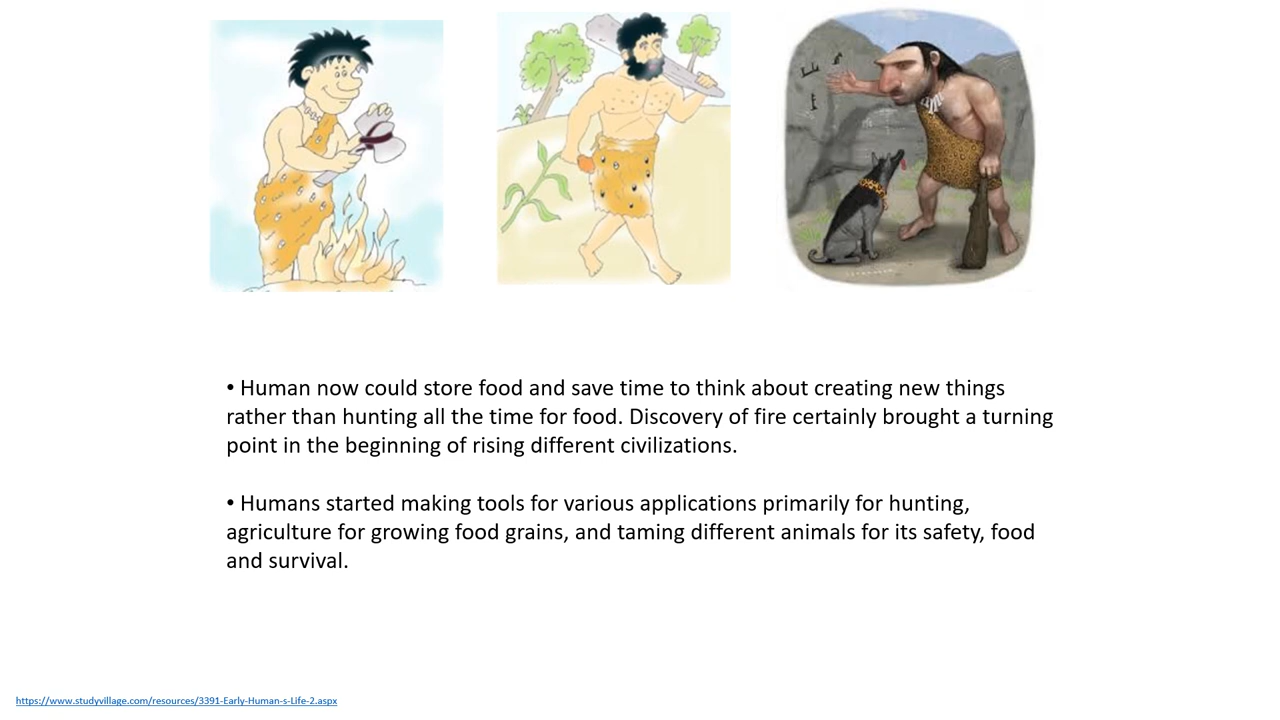 • Human now could store food and save time to think about creating new things
rather than hunting all the time for food. Discovery of fire certainly brought a turning
point in the beginning of rising different civilizations.
• Humans started making tools for various applications primarily for hunting,
agriculture for growing food grains, and taming different animals for its safety, food
and survival.
https://www.studyvillage.com/resources/3391-Early-Human-s-Life-2.aspx